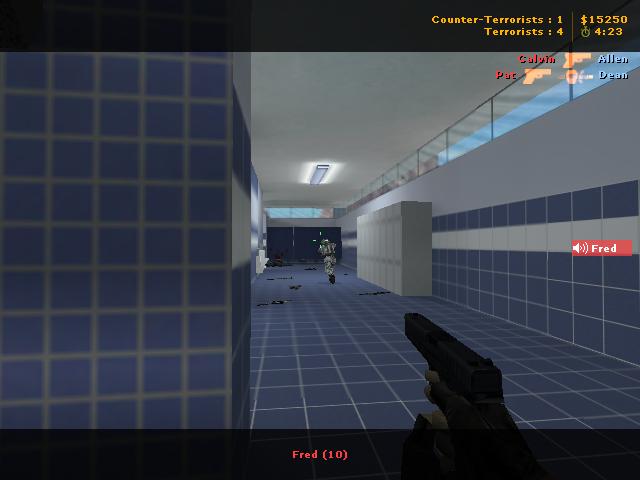 Counter-Terrorists : 1 $15250
Terrorists : 4 4:23
Calvin Allen
Pat Dean
Fred
Fred (10)